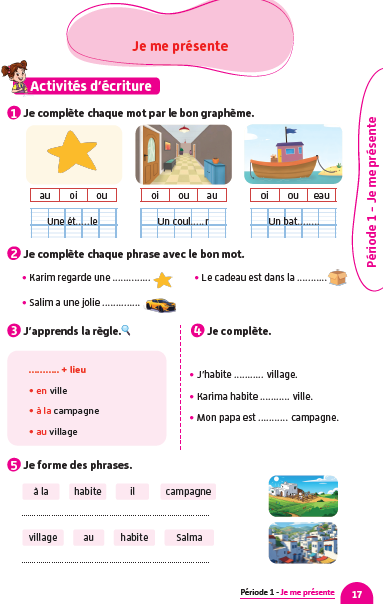 Je me présente
Activités d'écriture
1 Je complète chaque mot par le bon graphème.
au oi ou
oi ou au
oi ou eau
Une ét.....le
Un coul.....r
Un bat........
2 Je complète chaque phrase avec le bon mot.
• Karim regarde une ..............
• Le cadeau est dans la ...........
• Salim a une jolie ..............
3 J'apprends la règle.
........... + lieu
• en ville
• à la campagne
• au village
4 Je complète.
• J'habite ........... village.
• Karima habite ........... ville.
• Mon papa est ........... campagne.
5 Je forme des phrases.
à la habite il campagne
village au habite Salma
Période 1 - Je me présente
Période 1 - Je me présente 17